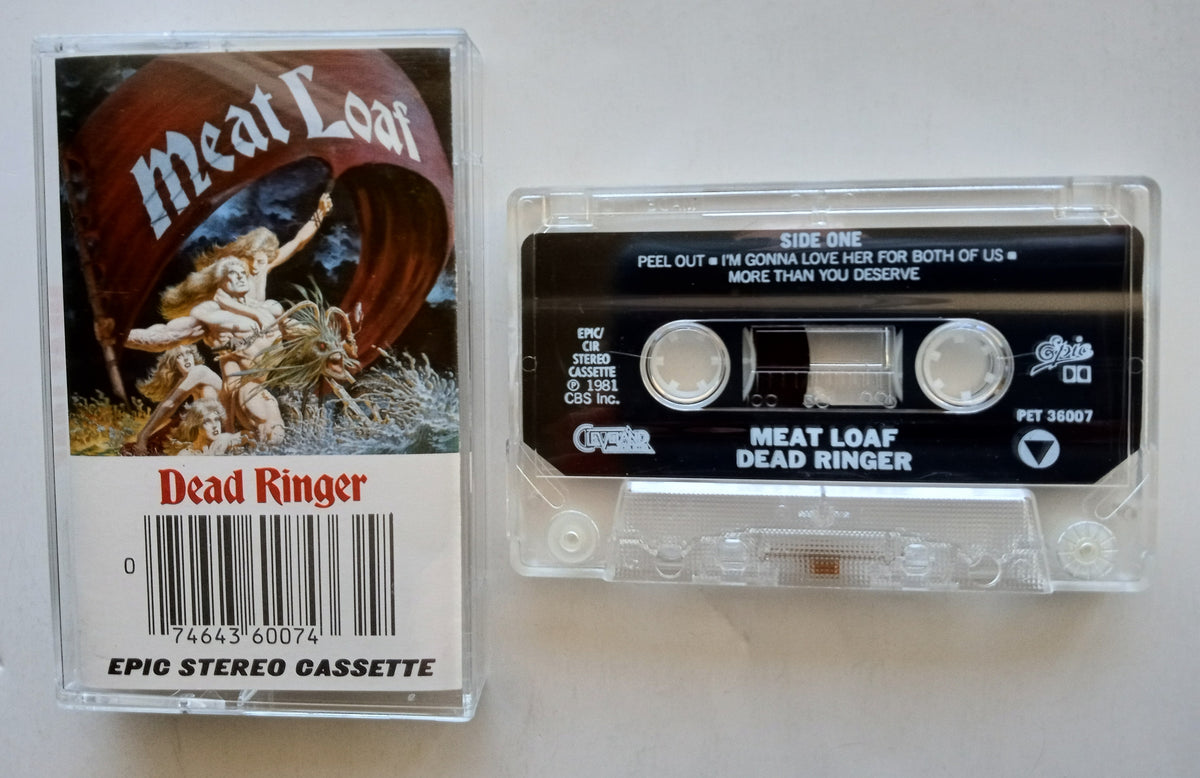 Meat Loaf
Dead Ringer
0
74643 60074
EPIC STEREO CASSETTE
SIDE ONE
PEEL OUT ▪ I'M GONNA LOVE HER FOR BOTH OF US ▪
MORE THAN YOU DESERVE
EPIC/
CIR
STEREO
CASSETTE
℗ 1981
CBS Inc.
Epic
PET 36007
CLEVELAND
MEAT LOAF
DEAD RINGER